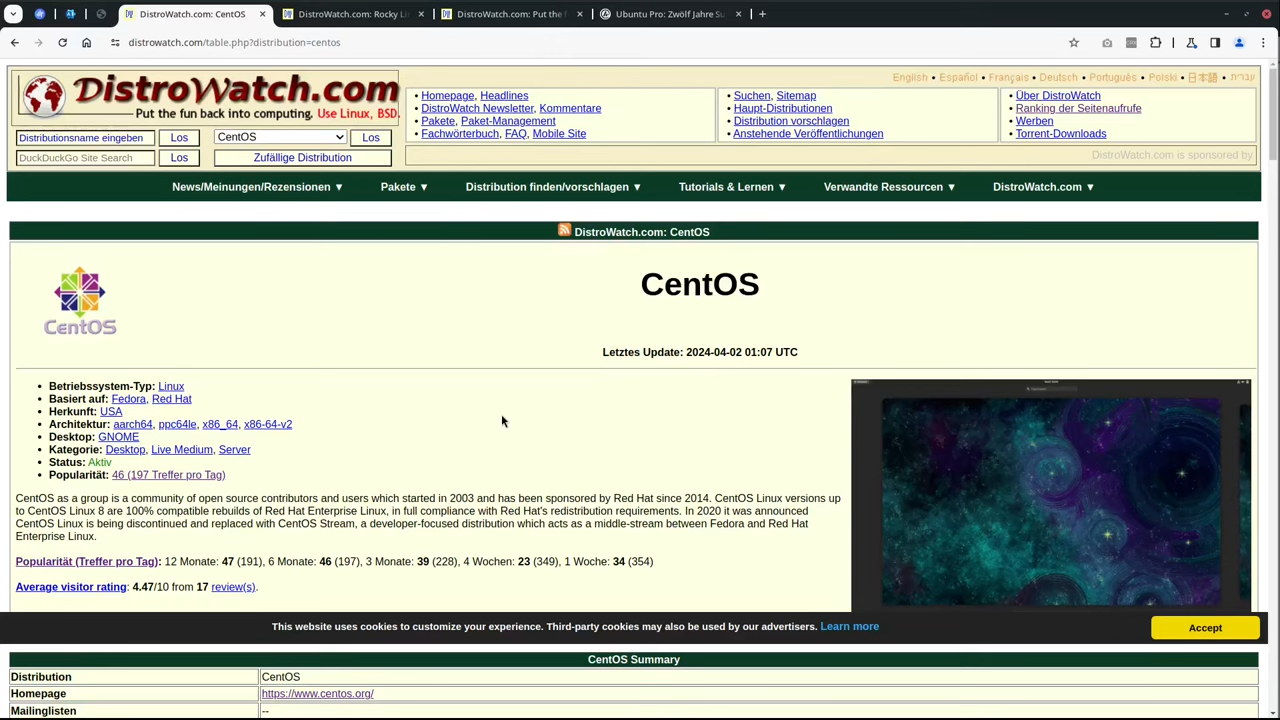 DistroWatch.com: CentOS
DistroWatch.com: Rocky Li
DistroWatch.com: Put the f
Ubuntu Pro: Zwölf Jahre Su
distrowatch.com/table.php?distribution=centos
DistroWatch.com
Put the fun back into computing. Use Linux, BSD.
English • Español • Français • Deutsch • Português • Polski • 日本語 • עברית
• Homepage, Headlines
• DistroWatch Newsletter, Kommentare
• Pakete, Paket-Management
• Fachwörterbuch, FAQ, Mobile Site
• Suchen, Sitemap
• Haupt-Distributionen
• Distribution vorschlagen
• Anstehende Veröffentlichungen
• Über DistroWatch
• Ranking der Seitenaufrufe
• Werben
• Torrent-Downloads
Distributionsname eingeben Los CentOS Los
DuckDuckGo Site Search Los Zufällige Distribution
DistroWatch.com is sponsored by
News/Meinungen/Rezensionen ▼ Pakete ▼ Distribution finden/vorschlagen ▼ Tutorials & Lernen ▼ Verwandte Ressourcen ▼ DistroWatch.com ▼
DistroWatch.com: CentOS
CentOS
CentOS
Letztes Update: 2024-04-02 01:07 UTC
• Betriebssystem-Typ: Linux
• Basiert auf: Fedora, Red Hat
• Herkunft: USA
• Architektur: aarch64, ppc64le, x86_64, x86-64-v2
• Desktop: GNOME
• Kategorie: Desktop, Live Medium, Server
• Status: Aktiv
• Popularität: 46 (197 Treffer pro Tag)
CentOS as a group is a community of open source contributors and users which started in 2003 and has been sponsored by Red Hat since 2014. CentOS Linux versions up
to CentOS Linux 8 are 100% compatible rebuilds of Red Hat Enterprise Linux, in full compliance with Red Hat's redistribution requirements. In 2020 it was announced
CentOS Linux is being discontinued and replaced with CentOS Stream, a developer-focused distribution which acts as a middle-stream between Fedora and Red Hat
Enterprise Linux.
Popularität (Treffer pro Tag): 12 Monate: 47 (191), 6 Monate: 46 (197), 3 Monate: 39 (228), 4 Wochen: 23 (349), 1 Woche: 34 (354)
Average visitor rating: 4.47/10 from 17 review(s).
This website uses cookies to customize your experience. Third-party cookies may also be used by our advertisers. Learn more
Accept
CentOS Summary
Distribution CentOS
Homepage https://www.centos.org/
Mailinglisten --